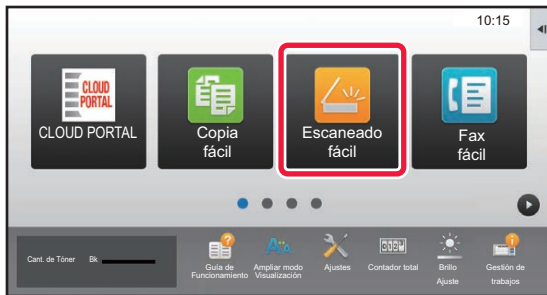 10:15
CLOUD
PORTAL
CLOUD PORTAL
Copia
fácil
Escaneado
fácil
Fax
fácil
Cant. de Tóner Bk
Guía de
Funcionamiento
Ampliar modo
Visualización
Ajustes
Contador total
Brillo
Ajuste
Gestión de
trabajos